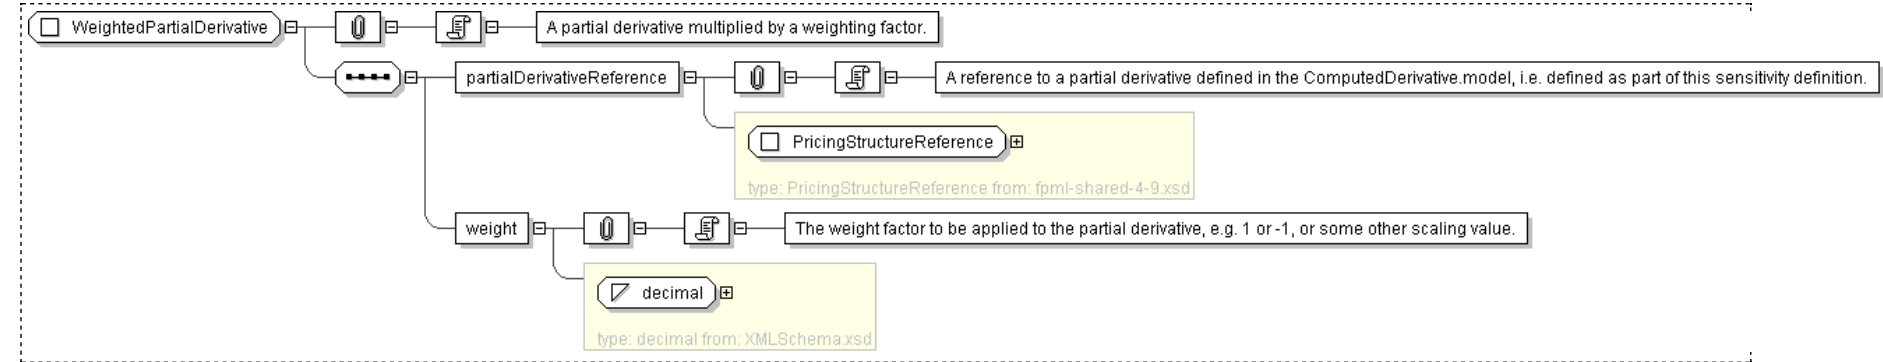 WeightedPartialDerivative
A partial derivative multiplied by a weighting factor.
partialDerivativeReference
A reference to a partial derivative defined in the ComputedDerivative.model, i.e. defined as part of this sensitivity definition.
PricingStructureReference
type: PricingStructureReference from: fpml-shared-4-9.xsd
weight
The weight factor to be applied to the partial derivative, e.g. 1 or -1, or some other scaling value.
decimal
type: decimal from: XMLSchema.xsd